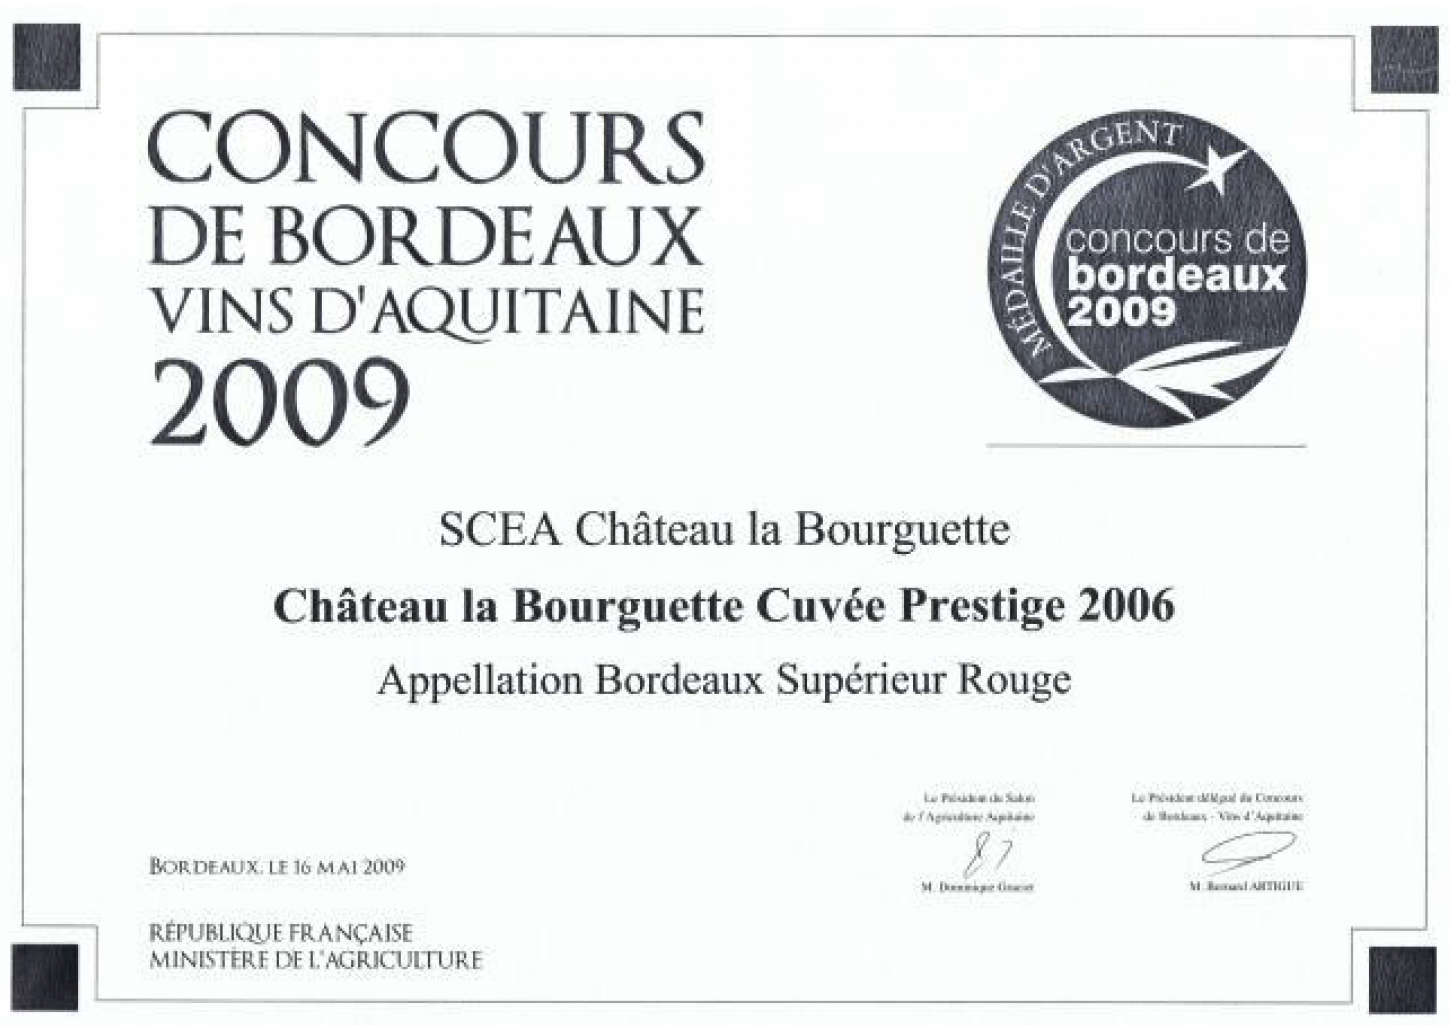 CONCOURS
DE BORDEAUX
VINS D'AQUITAINE
2009
MÉDAILLE D'ARGENT
concours de
bordeaux
2009
SCEA Château la Bourguette
Château la Bourguette Cuvée Prestige 2006
Appellation Bordeaux Supérieur Rouge
Le Président du Salon
de l'Agriculture Aquitaine
M. Dominique
Le Président délégué du Concours
de Bordeaux - Vins d'Aquitaine
M. Bernard ARTIGUE
BORDEAUX, LE 16 MAI 2009
RÉPUBLIQUE FRANÇAISE
MINISTÈRE DE L'AGRICULTURE